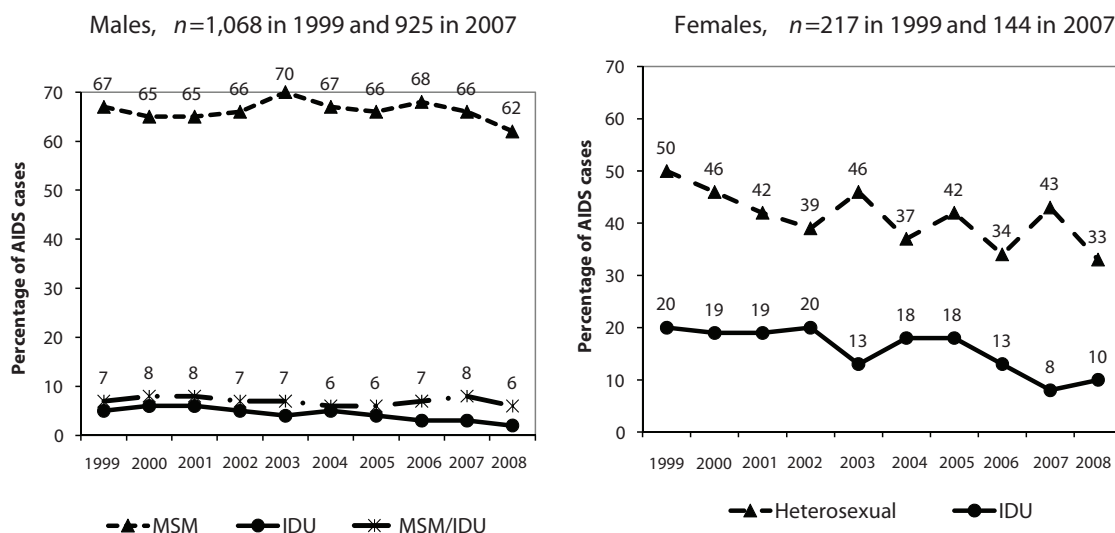 Males, n=1,068 in 1999 and 925 in 2007
Percentage of AIDS cases
70
60
50
40
30
20
10
0
67 65 65 66 70 67 66 68 66 62
7 8 8 7 7 6 6 7 8 6
1999 2000 2001 2002 2003 2004 2005 2006 2007 2008
MSM IDU MSM/IDU
Females, n=217 in 1999 and 144 in 2007
Percentage of AIDS cases
70
60
50
40
30
20
10
0
50 46 42 39 46 37 42 34 43 33
20 19 19 20 13 18 18 13 8 10
1999 2000 2001 2002 2003 2004 2005 2006 2007 2008
Heterosexual IDU